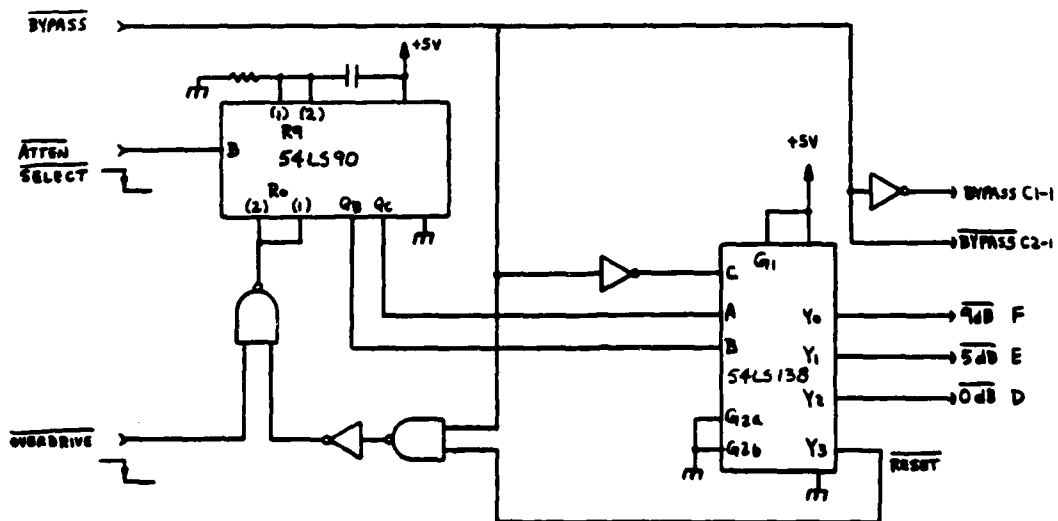 BYPASS
+5V
(1) (2)
R9
ATTEN
SELECT
B
54LS90
R0
(2) (1)
QB QC
+5V
BYPASS C1-1
BYPASS C2-1
G1
C
A
B
Y0
9dB F
Y1
5dB E
54LS138
Y2
0dB D
G2a
G2b
Y3
RESET
OVERDRIVE